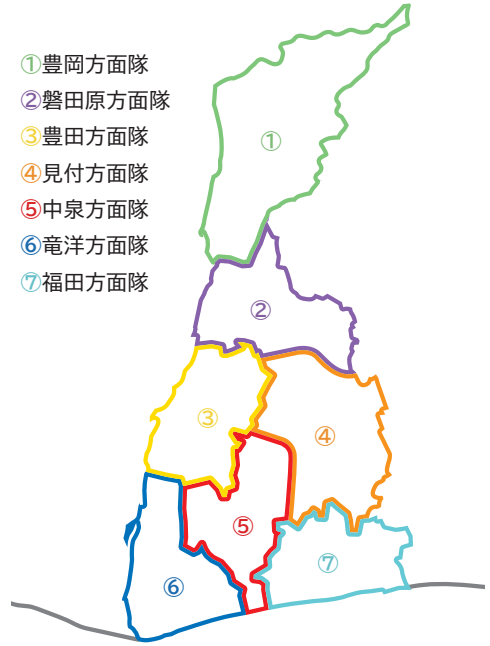 ①豊岡方面隊
②磐田原方面隊
③豊田方面隊
④見付方面隊
⑤中泉方面隊
⑥竜洋方面隊
⑦福田方面隊
①
②
③
④
⑤
⑦
⑥